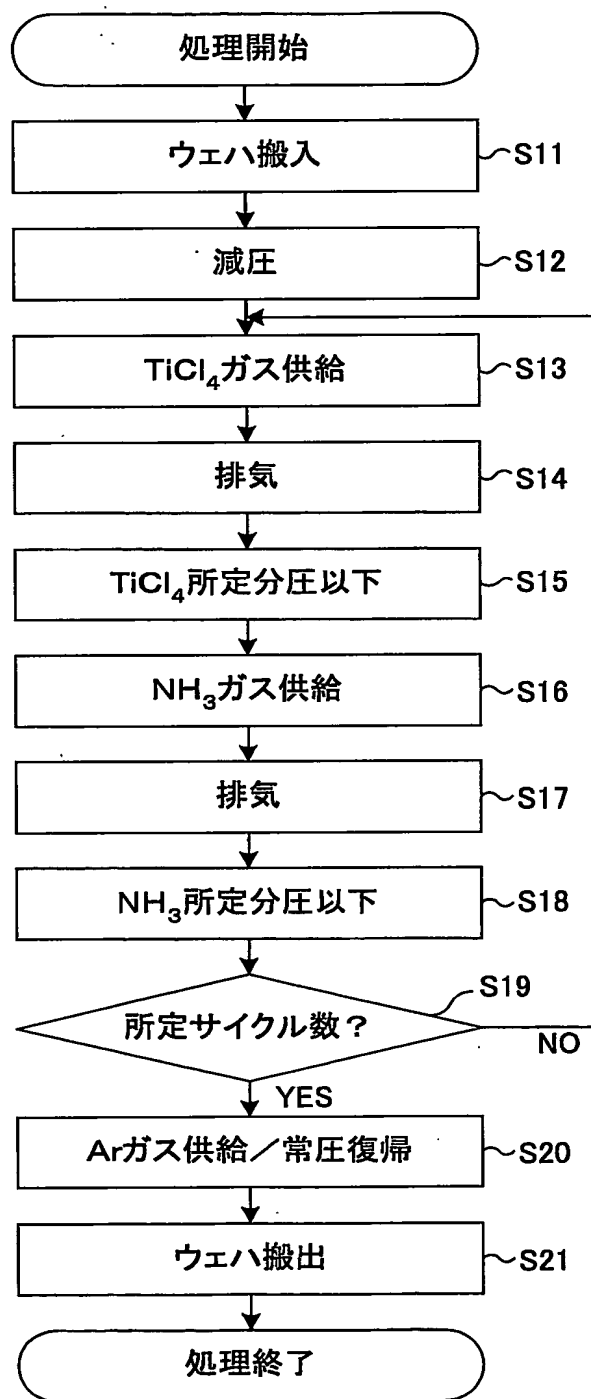 処理開始
ウェハ搬入 S11
減圧 S12
TiCl₄ガス供給 S13
排気 S14
TiCl₄所定分圧以下 S15
NH₃ガス供給 S16
排気 S17
NH₃所定分圧以下 S18
所定サイクル数？ S19
NO
YES
Arガス供給／常圧復帰 S20
ウェハ搬出 S21
処理終了